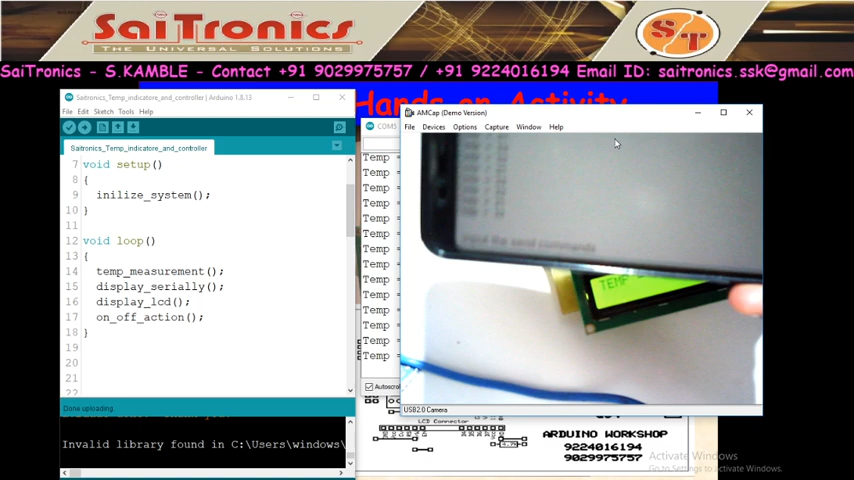 SaiTronics
THE UNIVERSAL SOLUTIONS
ST
SaiTronics - S.KAMBLE - Contact +91 9029975757 / +91 9224016194 Email ID: saitronics.ssk@gmail.com
Hands on Activity
Saitronics_Temp_indicatore_and_controller | Arduino 1.8.13
File Edit Sketch Tools Help
Saitronics_Temp_indicatore_and_controller
7 void setup()
8 {
9 inilize_system();
10 }
11
12 void loop()
13 {
14 temp_measurement();
15 display_serially();
16 display_lcd();
17 on_off_action();
18 }
19
20
21
22
Done uploading.
Invalid library found in C:\Users\windows\
COM5
Temp =
Temp =
Temp =
Temp =
Temp =
Temp =
Temp =
Temp =
Temp =
Temp =
Temp =
Temp =
Temp =
Temp =
Autoscrol
AMCap (Demo Version)
File Devices Options Capture Window Help
TEMP
USB2.0 Camera
LCD Connector
ARDUINO WORKSHOP
9224016194
9029975757
Activate Windows
Go to Settings to activate Windows.